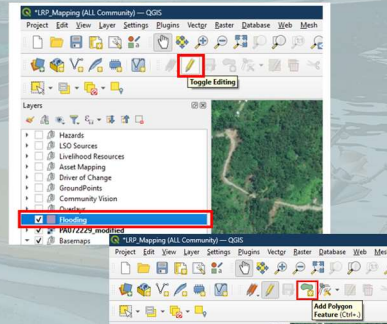 *LRP_Mapping (ALL Community) — QGIS
Project Edit View Layer Settings Plugins Vector Raster Database Web Mesh
Toggle Editing
Layers
Hazards
LSO Sources
Livelihood Resources
Asset Mapping
Driver of Change
GroundPoints
Community Vision
Overlays
Flooding
PA072229_modified
Basemaps
*LRP_Mapping (ALL Community) — QGIS
Project Edit View Layer Settings Plugins Vector Raster Database Web Mes
Add Polygon
Feature (Ctrl+.)